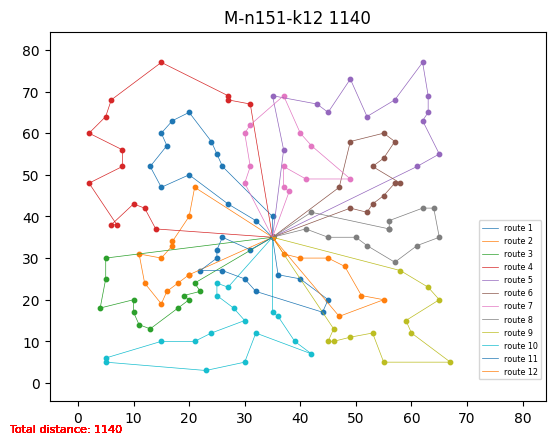 M-n151-k12 1140
80
70
60
50
40
30
20
10
0
route 1
route 2
route 3
route 4
route 5
route 6
route 7
route 8
route 9
route 10
route 11
route 12
0 10 20 30 40 50 60 70 80
Total distance: 1140